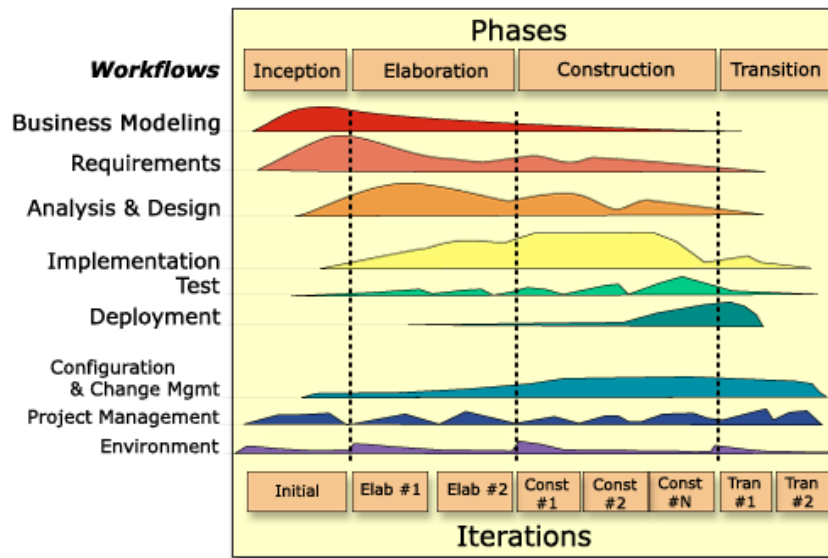 Phases
Workflows
Inception
Elaboration
Construction
Transition
Business Modeling
Requirements
Analysis & Design
Implementation
Test
Deployment
Configuration
& Change Mgmt
Project Management
Environment
Initial
Elab #1
Elab #2
Const
#1
Const
#2
Const
#N
Tran
#1
Tran
#2
Iterations